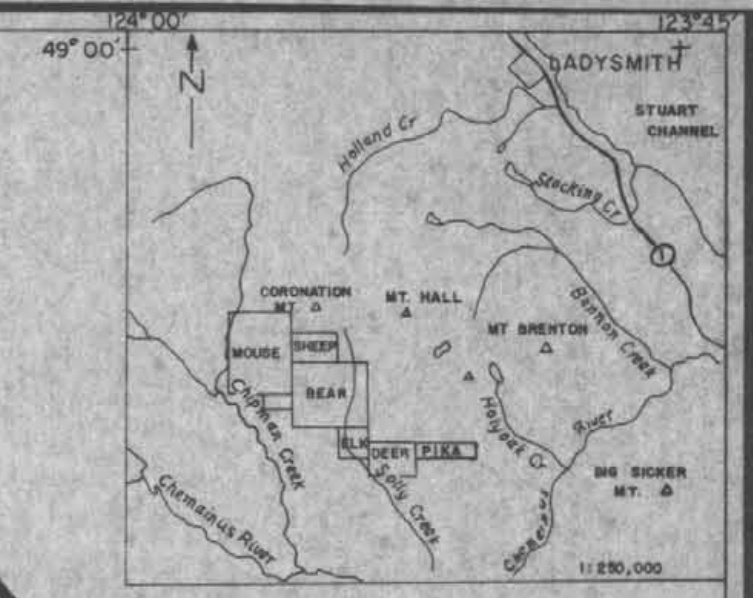 124° 00'
123° 45'
49° 00'
N
LADYSMITH
STUART
CHANNEL
Holland Cr
Stocking Cr
1
CORONATION
MT.
MT. HALL
MT BRENTON
Bannon Creek
MOUSE
SHEEP
BEAR
Chipman Creek
Holyoak Cr
River
ELK
DEER
PIKA
Solly Creek
BIG SICKER
MT.
Chemainus River
1:250,000